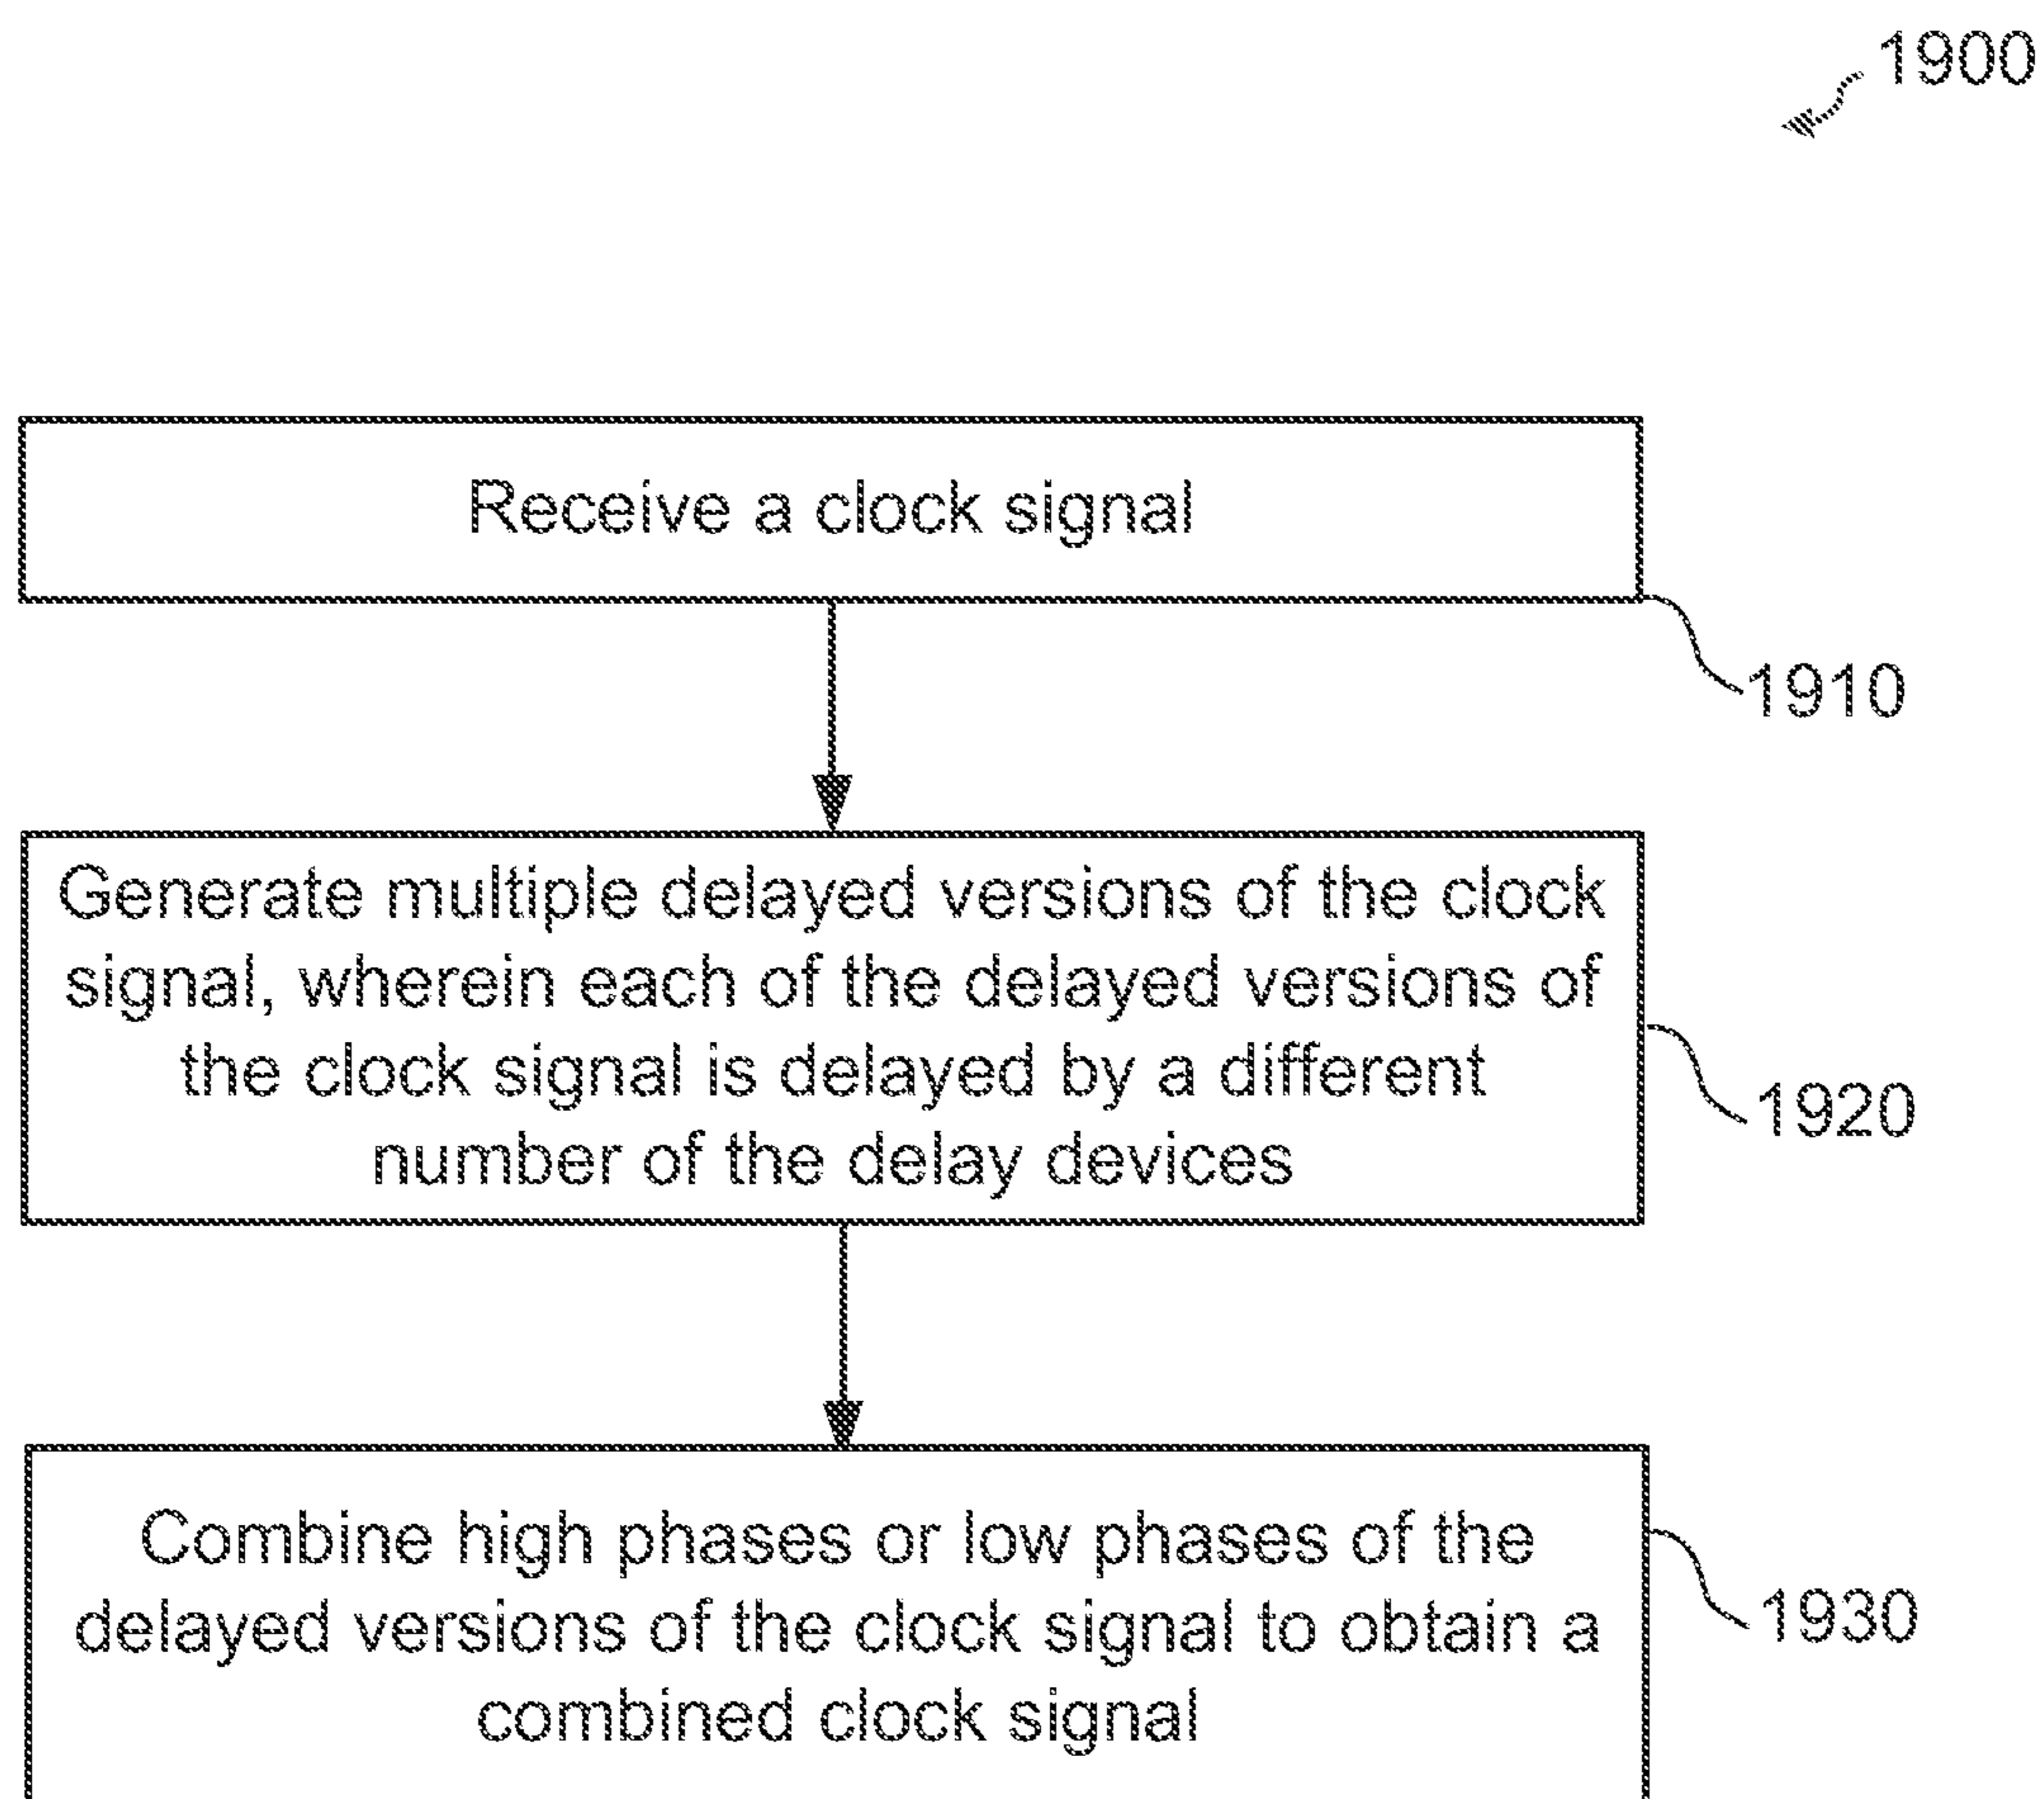 1900
Receive a clock signal
1910
Generate multiple delayed versions of the clock
signal, wherein each of the delayed versions of
the clock signal is delayed by a different
number of the delay devices
1920
Combine high phases or low phases of the
delayed versions of the clock signal to obtain a
combined clock signal
1930